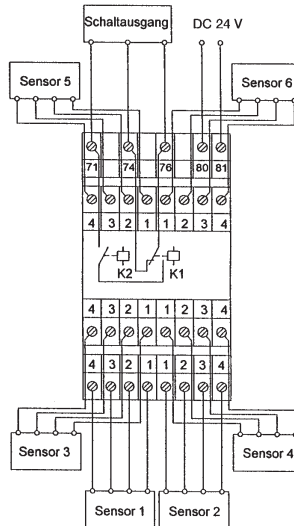 Schaltausgang
DC 24 V
Sensor 5
Sensor 6
71 74 76 80 81
4 3 2 1 1 2 3 4
K2 K1
4 3 2 1 1 2 3 4
4 3 2 1 1 2 3 4
Sensor 3
Sensor 4
Sensor 1
Sensor 2